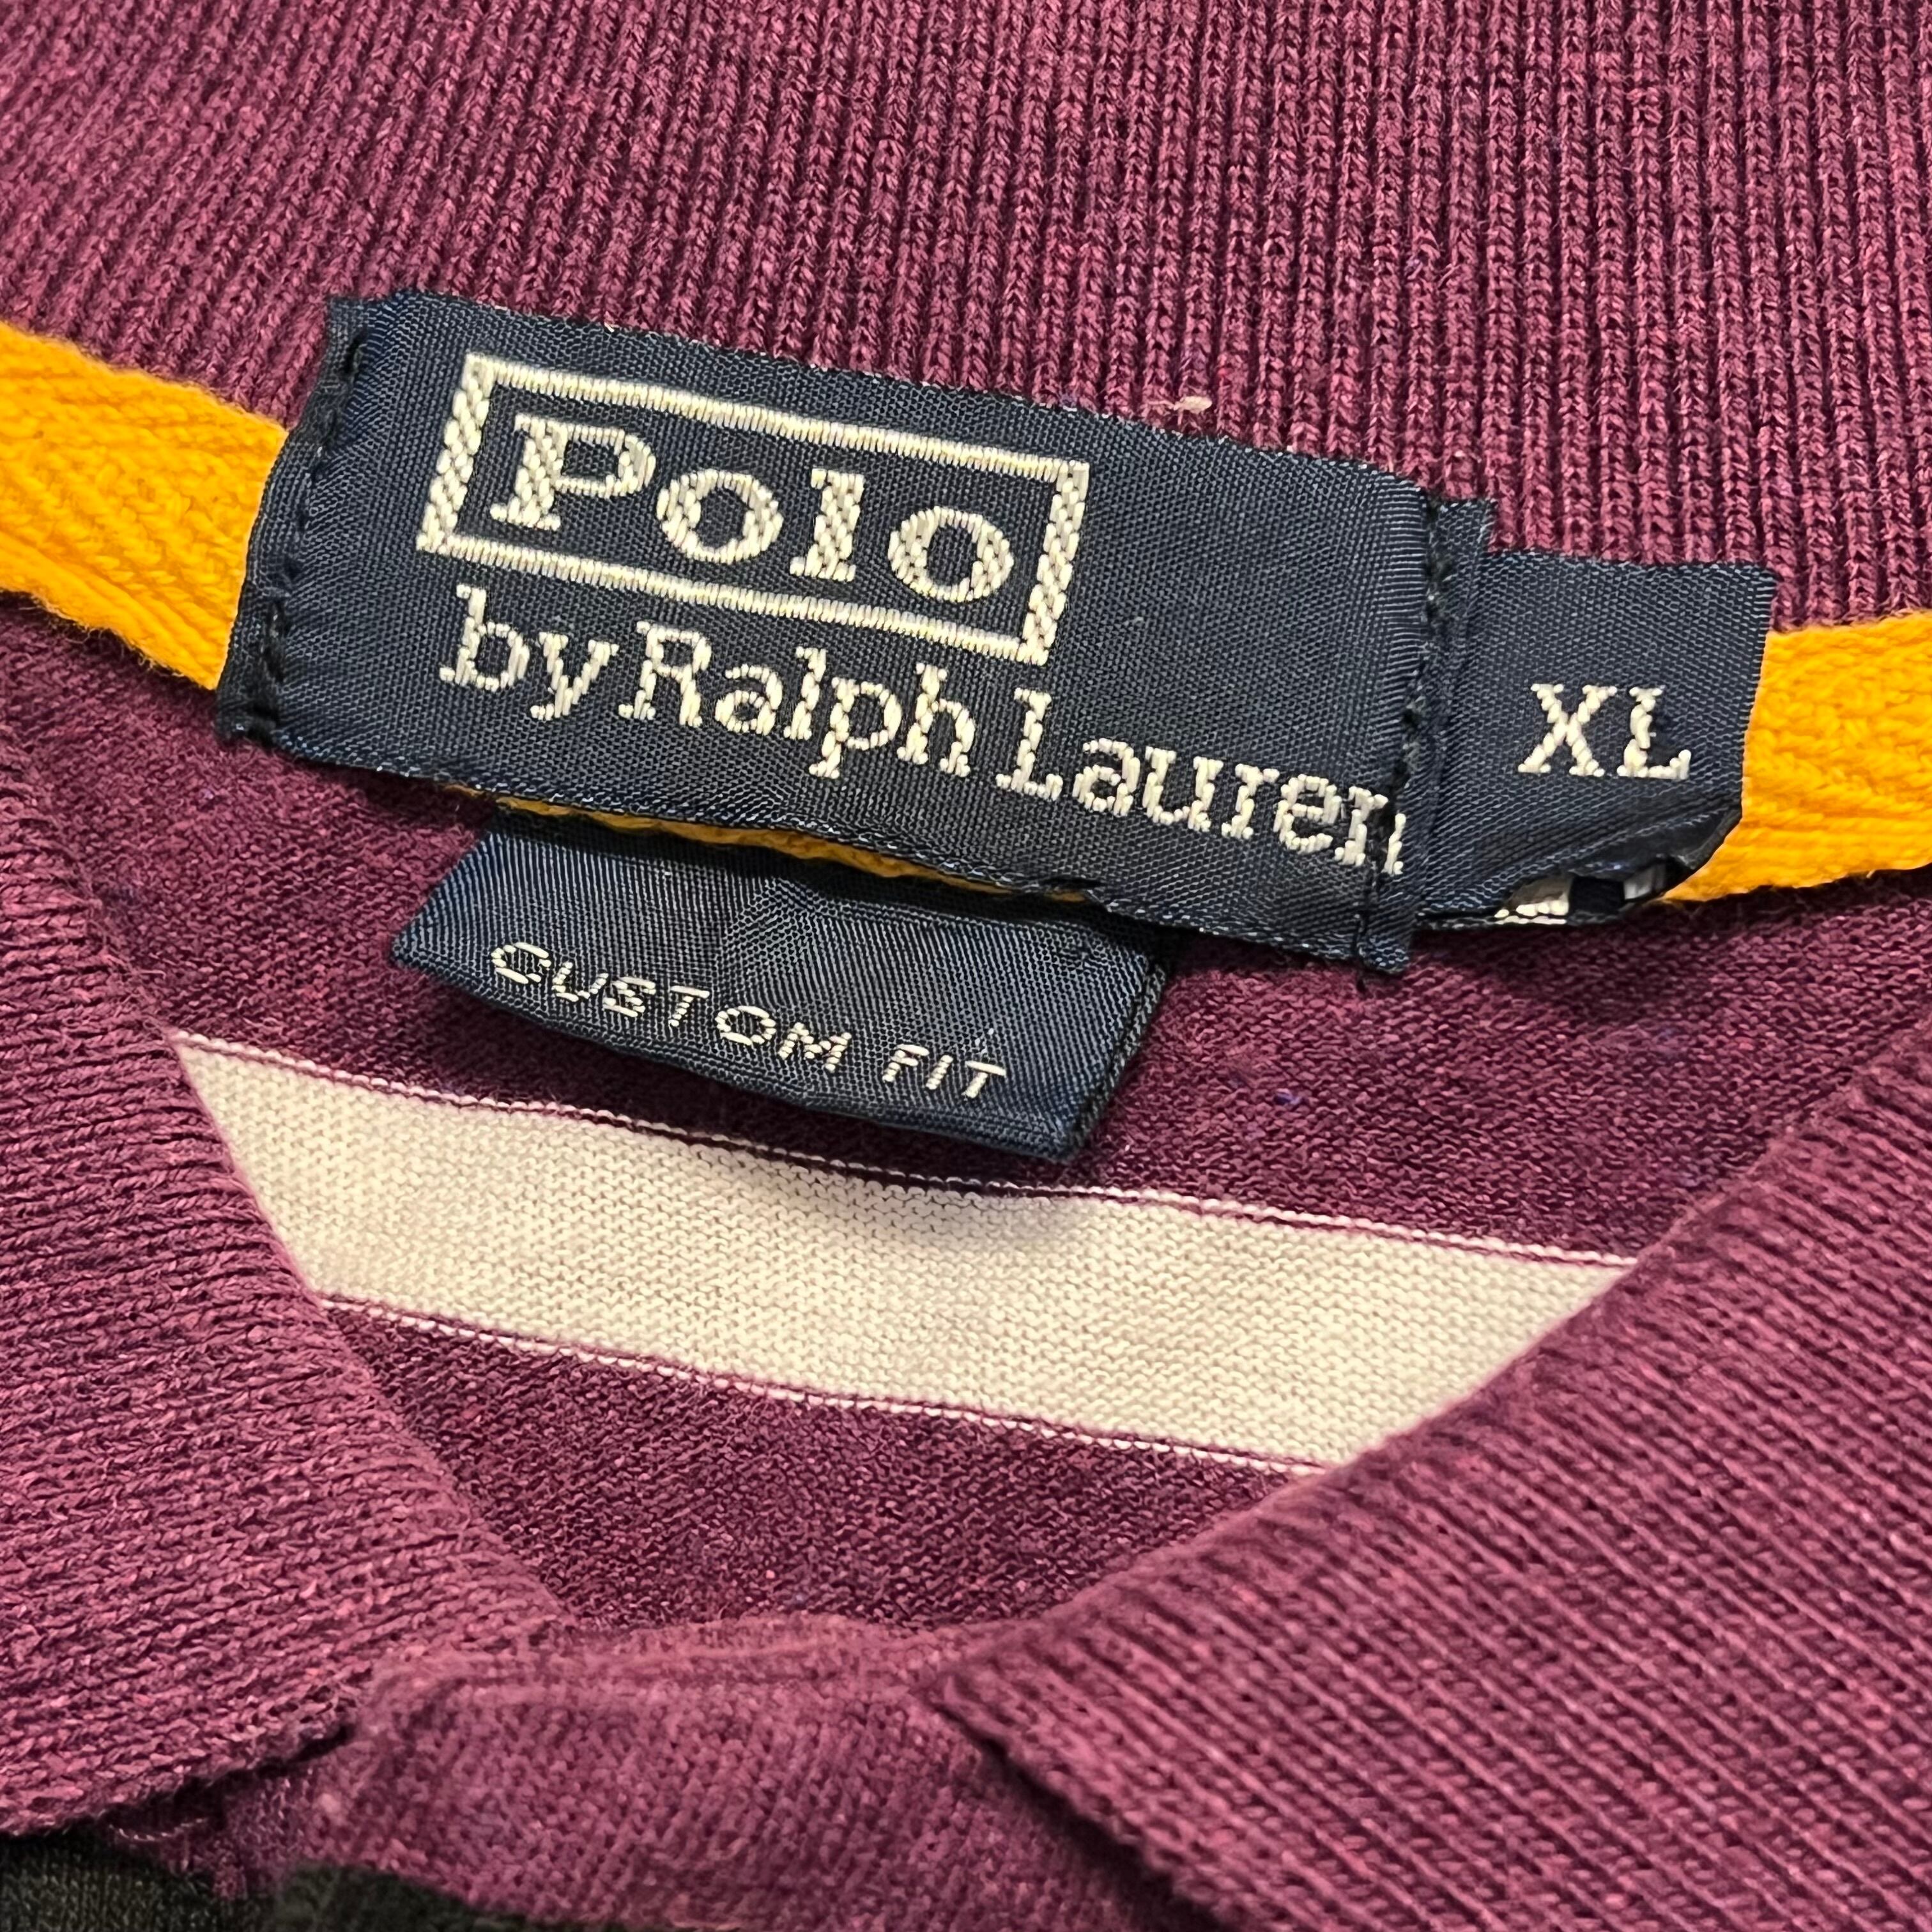 Polo
by Ralph Lauren
XL
CUSTOM FIT